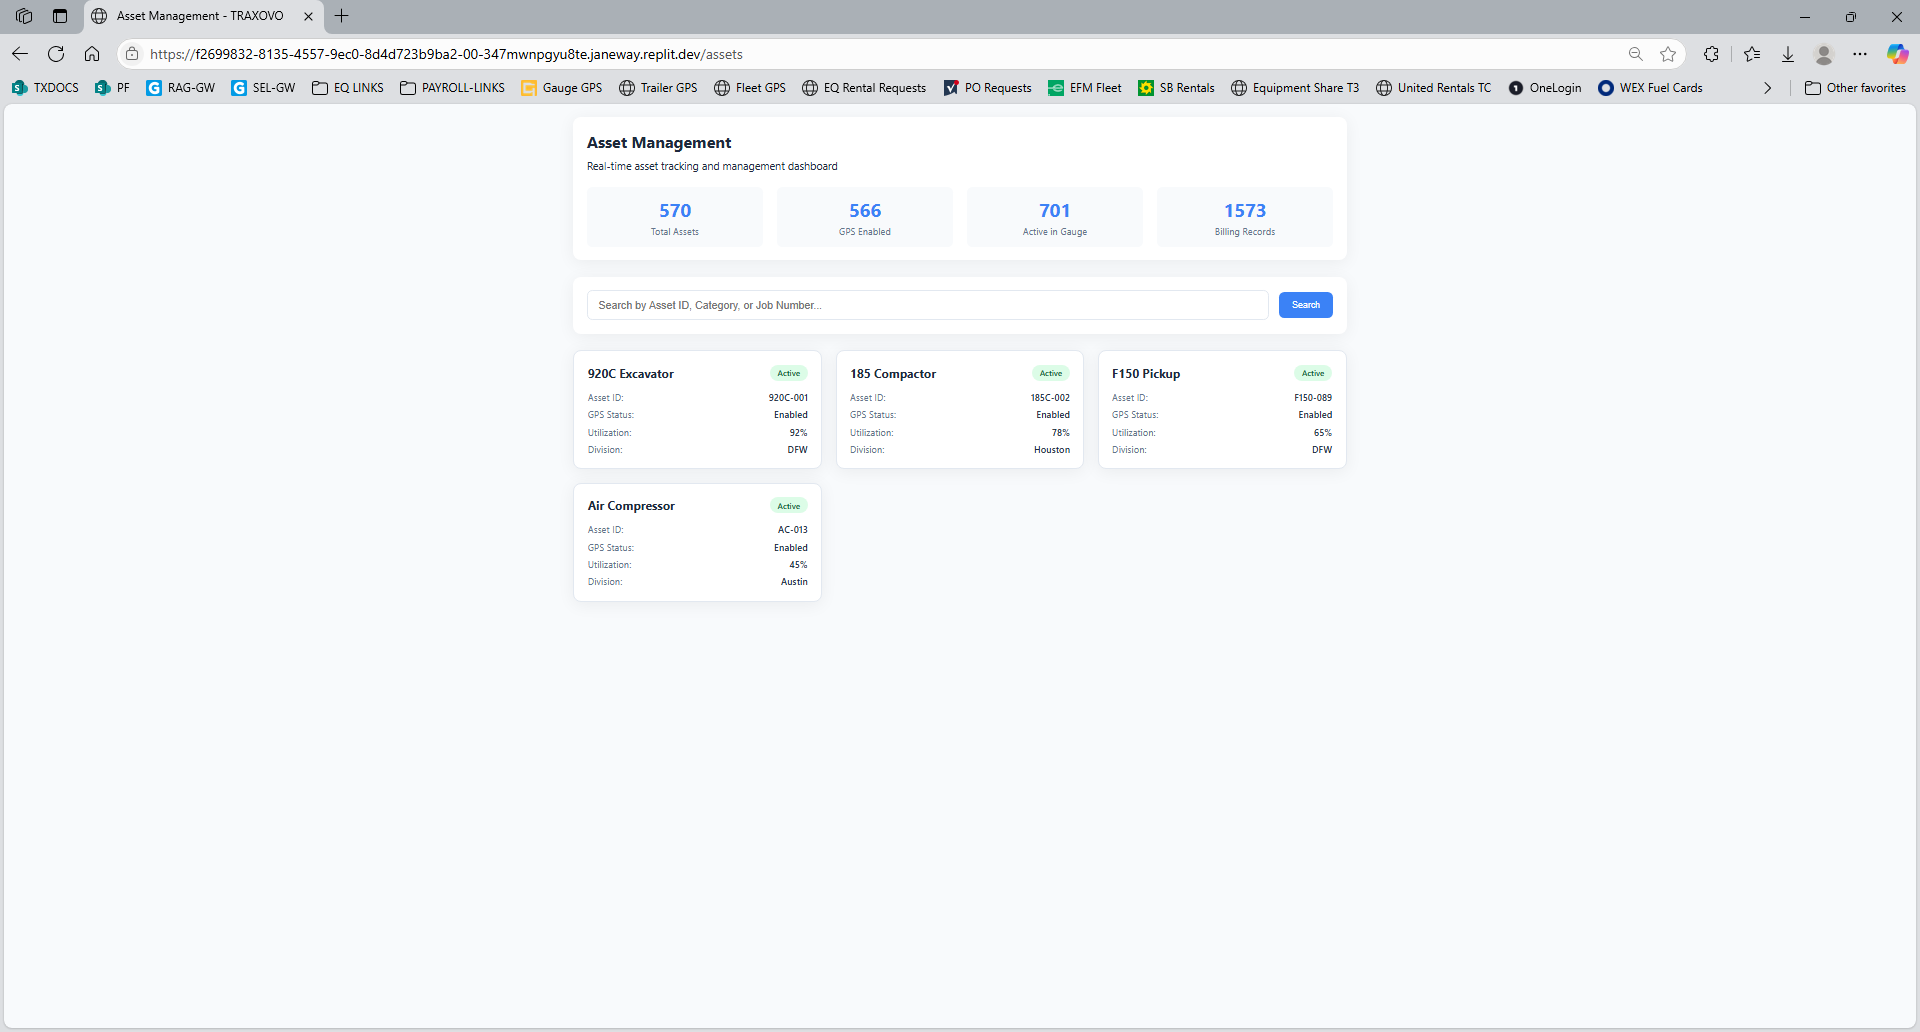 Asset Management - TRAXOVO
https://f2699832-8135-4557-9ec0-8d4d723b9ba2-00-347mwnpgyu8te.janeway.replit.dev/assets
TXDOCS PF RAG-GW SEL-GW EQ LINKS PAYROLL-LINKS Gauge GPS Trailer GPS Fleet GPS EQ Rental Requests PO Requests EFM Fleet SB Rentals Equipment Share T3 United Rentals TC OneLogin WEX Fuel Cards Other favorites
Asset Management
Real-time asset tracking and management dashboard
570 566 701 1573
Total Assets GPS Enabled Active in Gauge Billing Records
Search by Asset ID, Category, or Job Number... Search
920C Excavator Active
Asset ID: 920C-001
GPS Status: Enabled
Utilization: 92%
Division: DFW
185 Compactor Active
Asset ID: 185C-002
GPS Status: Enabled
Utilization: 78%
Division: Houston
F150 Pickup Active
Asset ID: F150-089
GPS Status: Enabled
Utilization: 65%
Division: DFW
Air Compressor Active
Asset ID: AC-013
GPS Status: Enabled
Utilization: 45%
Division: Austin